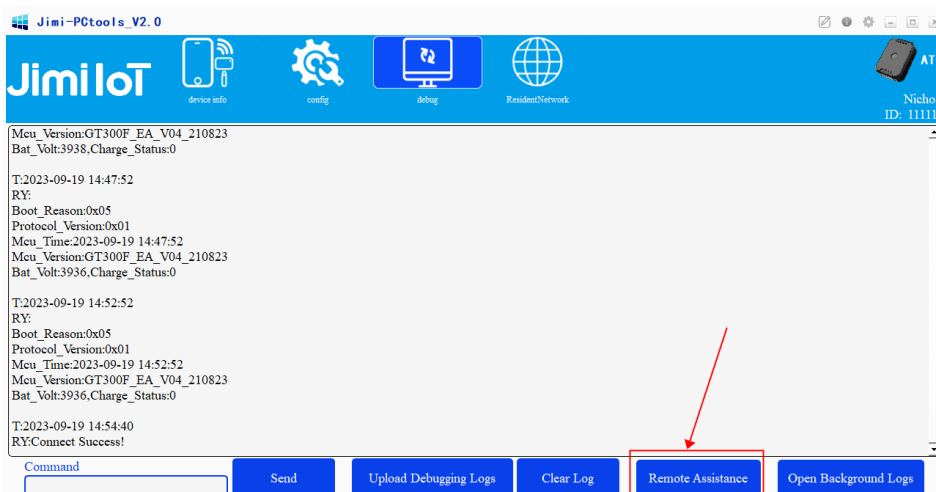 Jimi-PCtools_V2.0
JimiIoT
device info
config
debug
ResidentNetwork
AT
Nicho
ID: 11111
Mcu_Version:GT300F_EA_V04_210823
Bat_Volt:3938,Charge_Status:0
T:2023-09-19 14:47:52
RY:
Boot_Reason:0x05
Protocol_Version:0x01
Mcu_Time:2023-09-19 14:47:52
Mcu_Version:GT300F_EA_V04_210823
Bat_Volt:3936,Charge_Status:0
T:2023-09-19 14:52:52
RY:
Boot_Reason:0x05
Protocol_Version:0x01
Mcu_Time:2023-09-19 14:52:52
Mcu_Version:GT300F_EA_V04_210823
Bat_Volt:3936,Charge_Status:0
T:2023-09-19 14:54:40
RY:Connect Success!
Command
Send
Upload Debugging Logs
Clear Log
Remote Assistance
Open Background Logs